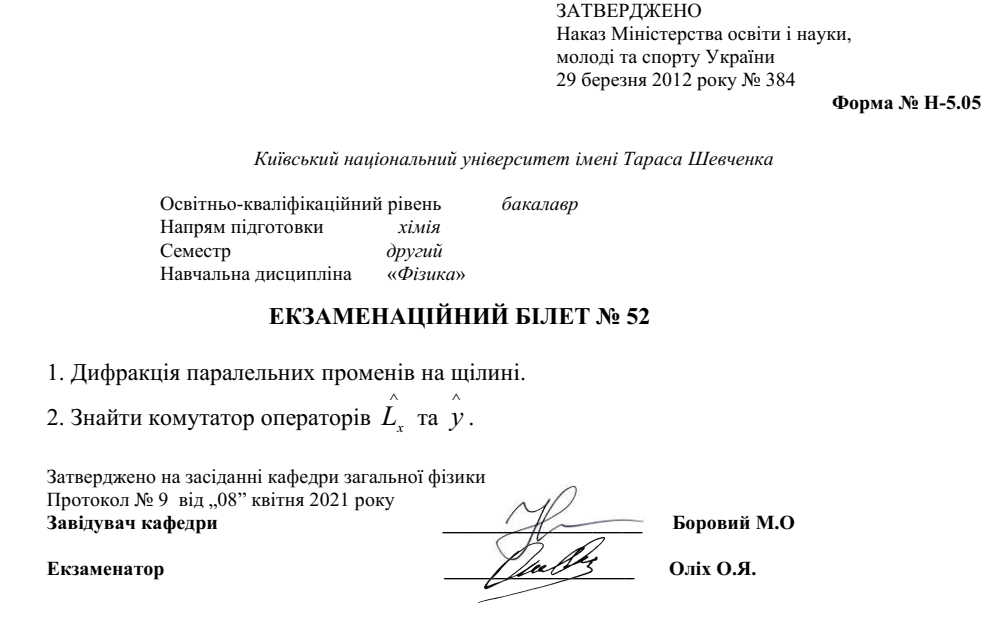 ЗАТВЕРДЖЕНО
Наказ Міністерства освіти і науки,
молоді та спорту України
29 березня 2012 року № 384
Форма № Н-5.05
Київський національний університет імені Тараса Шевченка
Освітньо-кваліфікаційний рівень бакалавр
Напрям підготовки хімія
Семестр другий
Навчальна дисципліна «Фізика»
ЕКЗАМЕНАЦІЙНИЙ БІЛЕТ № 52
1. Дифракція паралельних променів на щілині.
2. Знайти комутатор операторів L̂ₓ та ŷ .
Затверджено на засіданні кафедри загальної фізики
Протокол № 9 від „08” квітня 2021 року
Завідувач кафедри Боровий М.О
Екзаменатор Оліх О.Я.